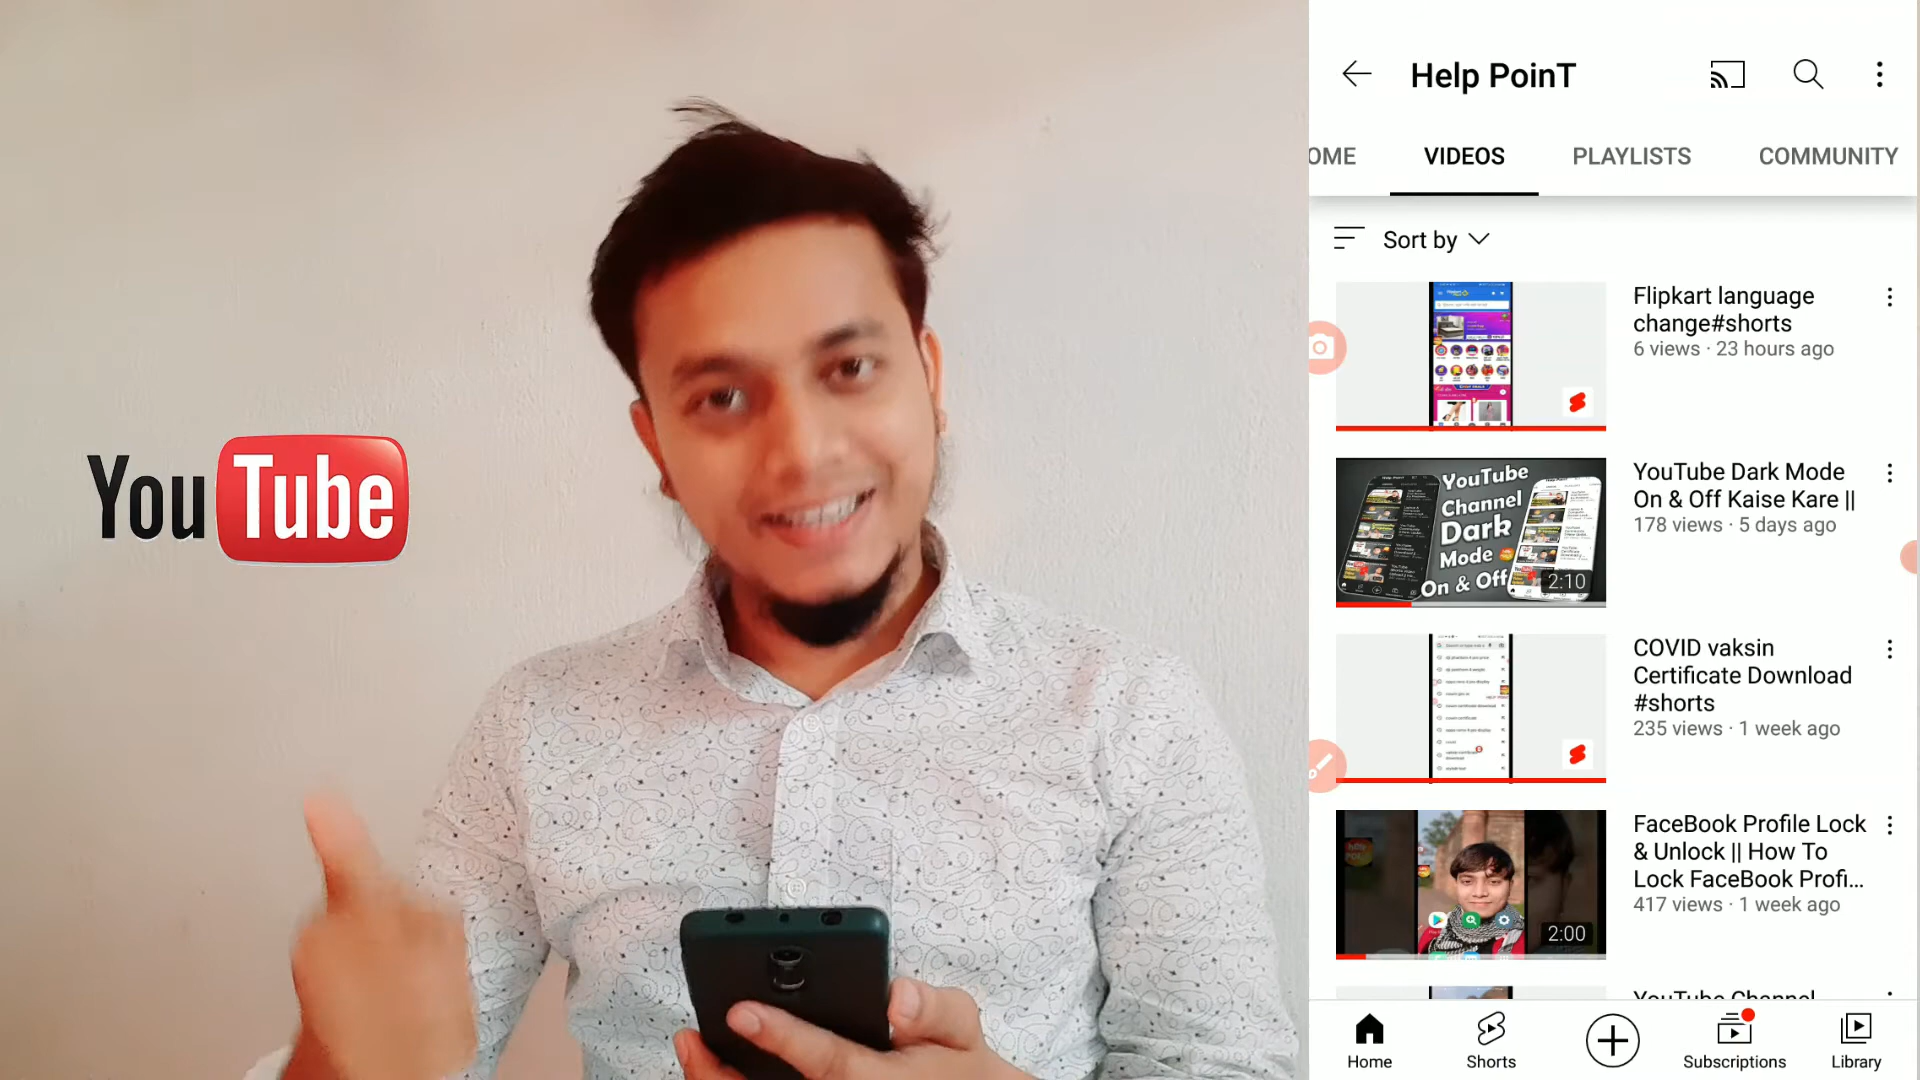 YouTube
Help PoinT
OME
VIDEOS
PLAYLISTS
COMMUNITY
Sort by
Flipkart language
change#shorts
6 views · 23 hours ago
YouTube
Channel
Dark
Mode
On & Off
2:10
YouTube Dark Mode
On & Off Kaise Kare ||
178 views · 5 days ago
COVID vaksin
Certificate Download
#shorts
235 views · 1 week ago
2:00
FaceBook Profile Lock
& Unlock || How To
Lock FaceBook Profi...
417 views · 1 week ago
YouTube Channel
Home
Shorts
Subscriptions
Library